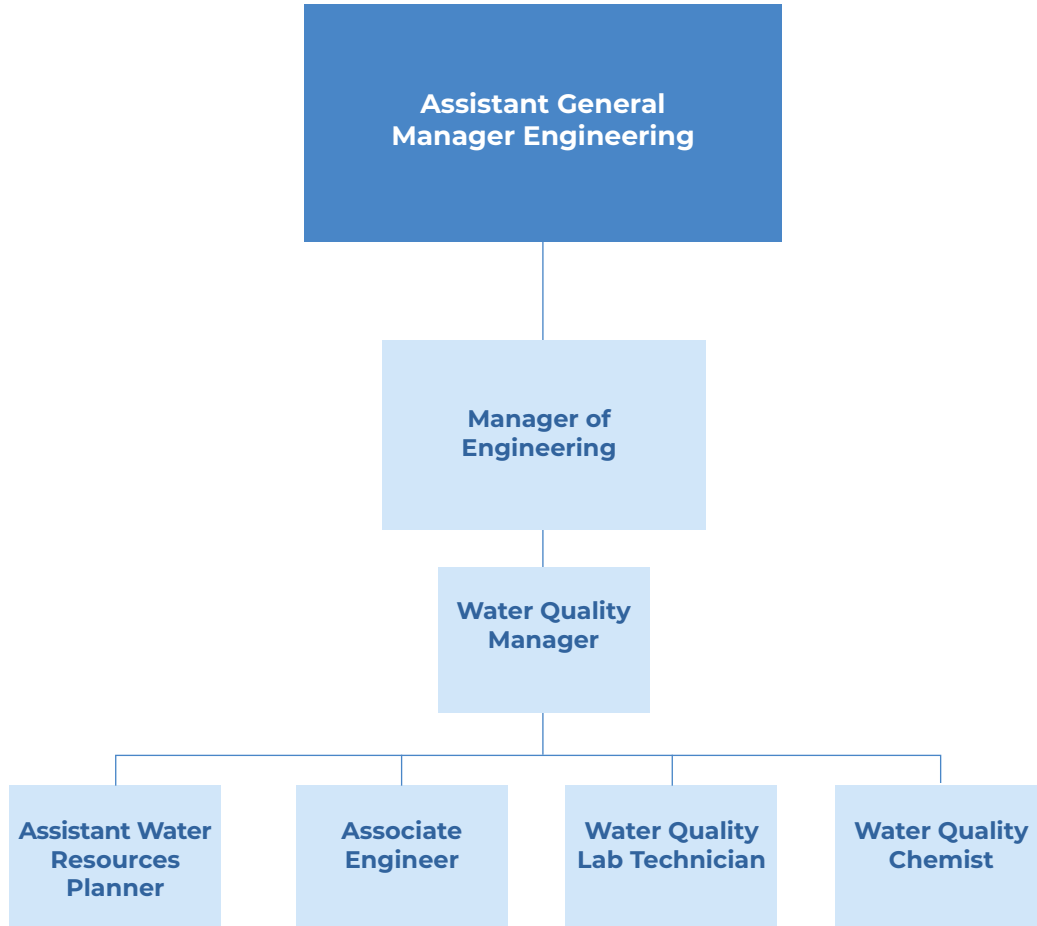 Assistant General
Manager Engineering
Manager of
Engineering
Water Quality
Manager
Assistant Water
Resources
Planner
Associate
Engineer
Water Quality
Lab Technician
Water Quality
Chemist